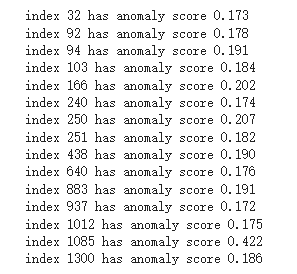 index 32 has anomaly score 0.173
index 92 has anomaly score 0.178
index 94 has anomaly score 0.191
index 103 has anomaly score 0.184
index 166 has anomaly score 0.202
index 240 has anomaly score 0.174
index 250 has anomaly score 0.207
index 251 has anomaly score 0.182
index 438 has anomaly score 0.190
index 640 has anomaly score 0.176
index 883 has anomaly score 0.191
index 937 has anomaly score 0.172
index 1012 has anomaly score 0.175
index 1085 has anomaly score 0.422
index 1300 has anomaly score 0.186